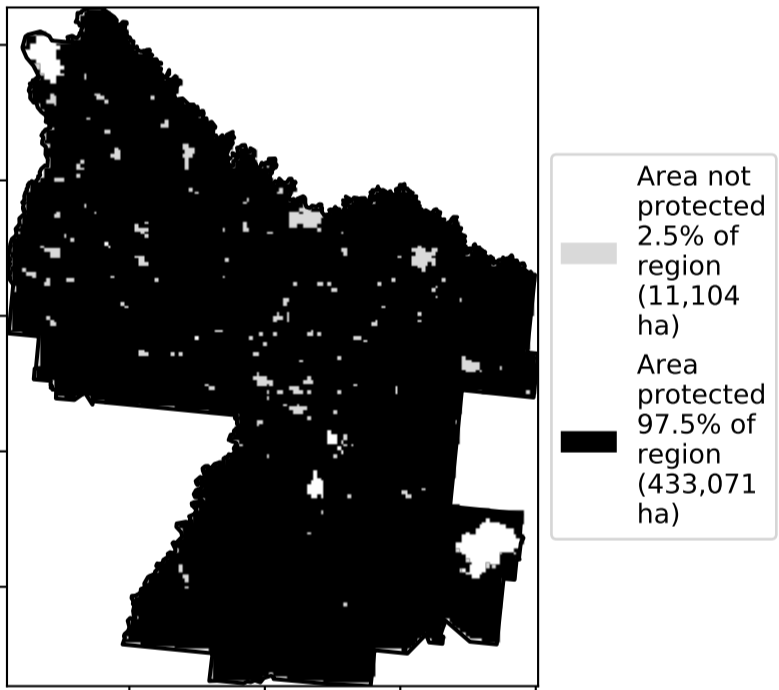 Area not
protected
2.5% of
region
(11,104
ha)
Area
protected
97.5% of
region
(433,071
ha)